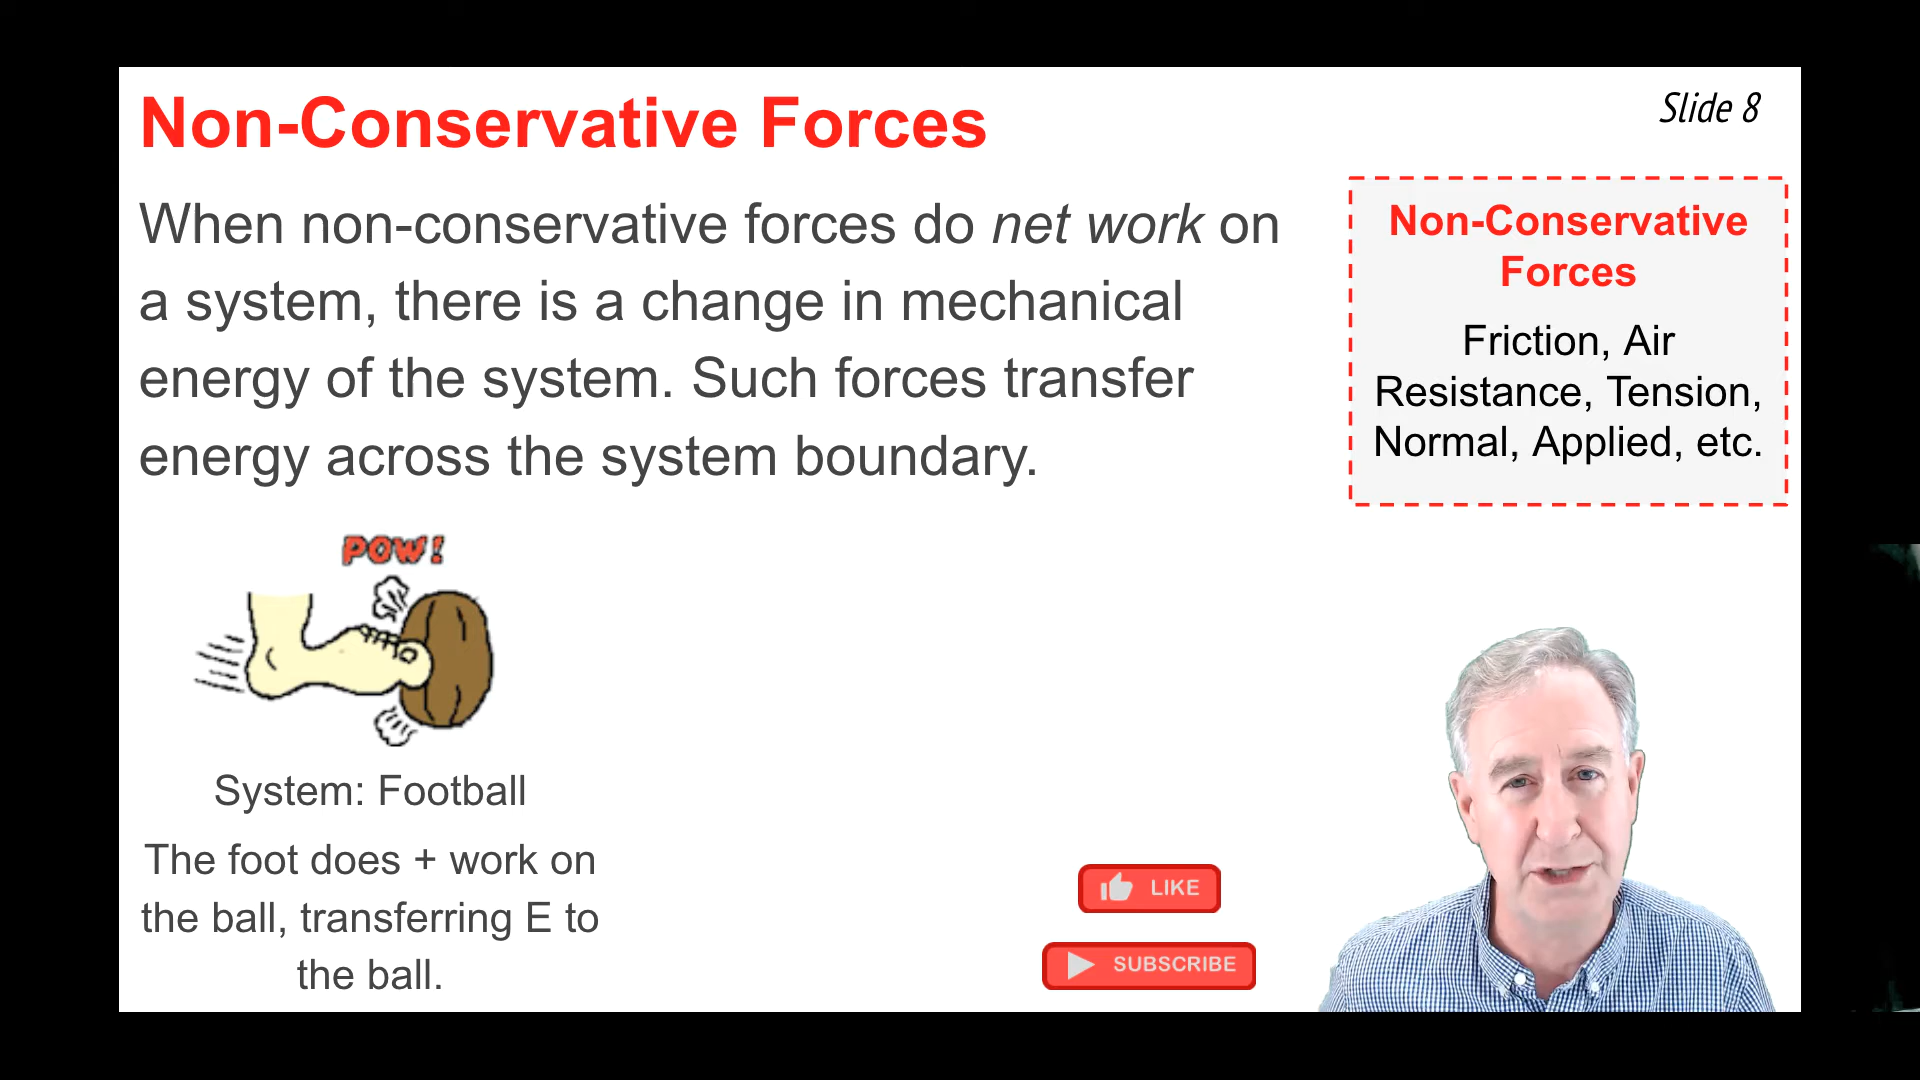 Non-Conservative Forces
Slide 8
When non-conservative forces do net work on
a system, there is a change in mechanical
energy of the system. Such forces transfer
energy across the system boundary.
Non-Conservative
Forces
Friction, Air
Resistance, Tension,
Normal, Applied, etc.
POW!
System: Football
The foot does + work on
the ball, transferring E to
the ball.
LIKE
SUBSCRIBE